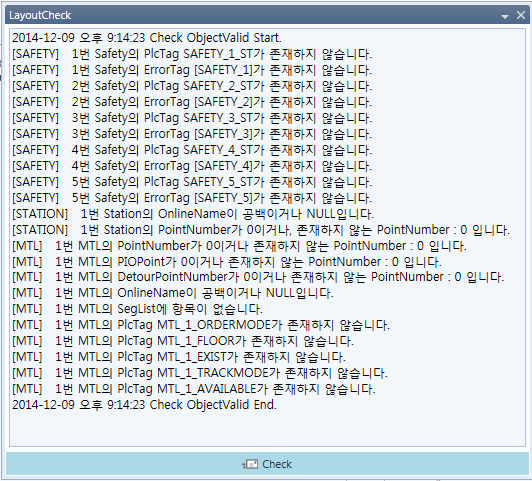 LayoutCheck
2014-12-09 오후 9:14:23 Check ObjectValid Start.
[SAFETY] 1번 Safety의 PlcTag SAFETY_1_ST가 존재하지 않습니다.
[SAFETY] 1번 Safety의 ErrorTag [SAFETY_1]가 존재하지 않습니다.
[SAFETY] 2번 Safety의 PlcTag SAFETY_2_ST가 존재하지 않습니다.
[SAFETY] 2번 Safety의 ErrorTag [SAFETY_2]가 존재하지 않습니다.
[SAFETY] 3번 Safety의 PlcTag SAFETY_3_ST가 존재하지 않습니다.
[SAFETY] 3번 Safety의 ErrorTag [SAFETY_3]가 존재하지 않습니다.
[SAFETY] 4번 Safety의 PlcTag SAFETY_4_ST가 존재하지 않습니다.
[SAFETY] 4번 Safety의 ErrorTag [SAFETY_4]가 존재하지 않습니다.
[SAFETY] 5번 Safety의 PlcTag SAFETY_5_ST가 존재하지 않습니다.
[SAFETY] 5번 Safety의 ErrorTag [SAFETY_5]가 존재하지 않습니다.
[STATION] 1번 Station의 OnlineName이 공백이거나 NULL입니다.
[STATION] 1번 Station의 PointNumber가 0이거나, 존재하지 않는 PointNumber : 0 입니다.
[MTL] 1번 MTL의 PointNumber가 0이거나 존재하지 않는 PointNumber : 0 입니다.
[MTL] 1번 MTL의 PIOPoint가 0이거나 존재하지 않는 PointNumber : 0 입니다.
[MTL] 1번 MTL의 DetourPointNumber가 0이거나 존재하지 않는 PointNumber : 0 입니다.
[MTL] 1번 MTL의 OnlineName이 공백이거나 NULL입니다.
[MTL] 1번 MTL의 SegList에 항목이 없습니다.
[MTL] 1번 MTL의 PlcTag MTL_1_ORDERMODE가 존재하지 않습니다.
[MTL] 1번 MTL의 PlcTag MTL_1_FLOOR가 존재하지 않습니다.
[MTL] 1번 MTL의 PlcTag MTL_1_EXIST가 존재하지 않습니다.
[MTL] 1번 MTL의 PlcTag MTL_1_TRACKMODE가 존재하지 않습니다.
[MTL] 1번 MTL의 PlcTag MTL_1_AVAILABLE가 존재하지 않습니다.
2014-12-09 오후 9:14:23 Check ObjectValid End.
Check